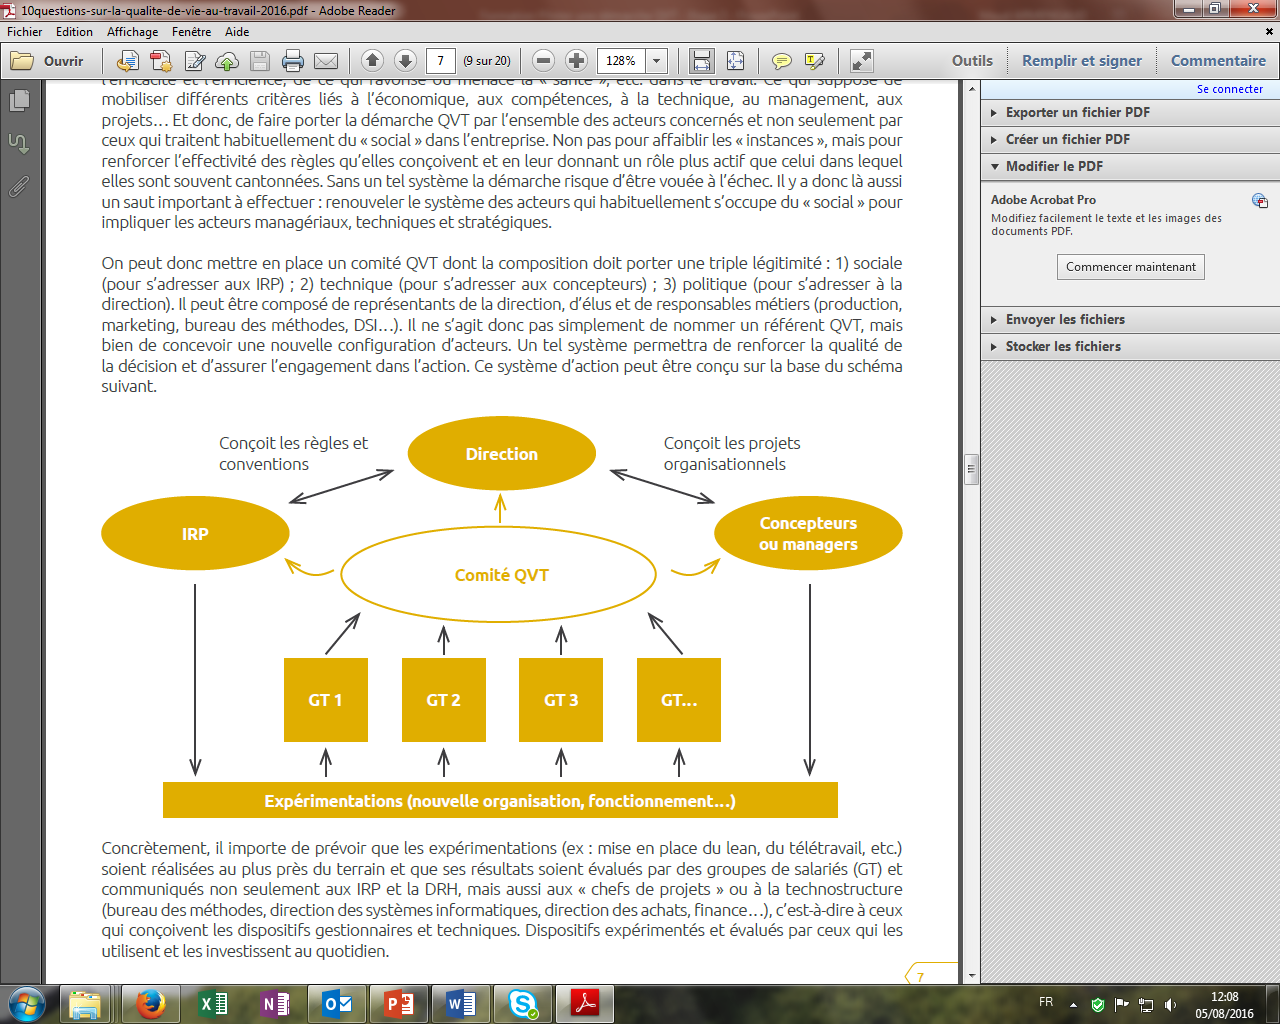 10questions-sur-la-qualite-de-vie-au-travail-2016.pdf - Adobe Reader
Fichier Edition Affichage Fenêtre Aide
Ouvrir 7 (9 sur 20) 128% Outils Remplir et signer Commentaire
Se connecter
Exporter un fichier PDF
Créer un fichier PDF
Modifier le PDF
Adobe Acrobat Pro
Modifiez facilement le texte et les images des
documents PDF.
Commencer maintenant
Envoyer les fichiers
Stocker les fichiers
l'efficacité et l'efficience, de ce qui favorise ou menace la « santé », etc. dans le travail. Ce qui suppose de
mobiliser différents critères liés à l'économique, aux compétences, à la technique, au management, aux
projets… Et donc, de faire porter la démarche QVT par l'ensemble des acteurs concernés et non seulement par
ceux qui traitent habituellement du « social » dans l'entreprise. Non pas pour affaiblir les « instances », mais pour
renforcer l'effectivité des règles qu'elles conçoivent et en leur donnant un rôle plus actif que celui dans lequel
elles sont souvent cantonnées. Sans un tel système la démarche risque d'être vouée à l'échec. Il y a donc là aussi
un saut important à effectuer : renouveler le système des acteurs qui habituellement s'occupe du « social » pour
impliquer les acteurs managériaux, techniques et stratégiques.
On peut donc mettre en place un comité QVT dont la composition doit porter une triple légitimité : 1) sociale
(pour s'adresser aux IRP) ; 2) technique (pour s'adresser aux concepteurs) ; 3) politique (pour s'adresser à la
direction). Il peut être composé de représentants de la direction, d'élus et de responsables métiers (production,
marketing, bureau des méthodes, DSI…). Il ne s'agit donc pas simplement de nommer un référent QVT, mais
bien de concevoir une nouvelle configuration d'acteurs. Un tel système permettra de renforcer la qualité de
la décision et d'assurer l'engagement dans l'action. Ce système d'action peut être conçu sur la base du schéma
suivant.
Conçoit les règles et
conventions
Direction
Conçoit les projets
organisationnels
IRP
Concepteurs
ou managers
Comité QVT
GT 1 GT 2 GT 3 GT…
Expérimentations (nouvelle organisation, fonctionnement…)
Concrètement, il importe de prévoir que les expérimentations (ex : mise en place du lean, du télétravail, etc.)
soient réalisées au plus près du terrain et que ses résultats soient évalués par des groupes de salariés (GT) et
communiqués non seulement aux IRP et la DRH, mais aussi aux « chefs de projets » ou à la technostructure
(bureau des méthodes, direction des systèmes informatiques, direction des achats, finance…), c'est-à-dire à ceux
qui conçoivent les dispositifs gestionnaires et techniques. Dispositifs expérimentés et évalués par ceux qui les
utilisent et les investissent au quotidien.
7
FR 12:08
05/08/2016